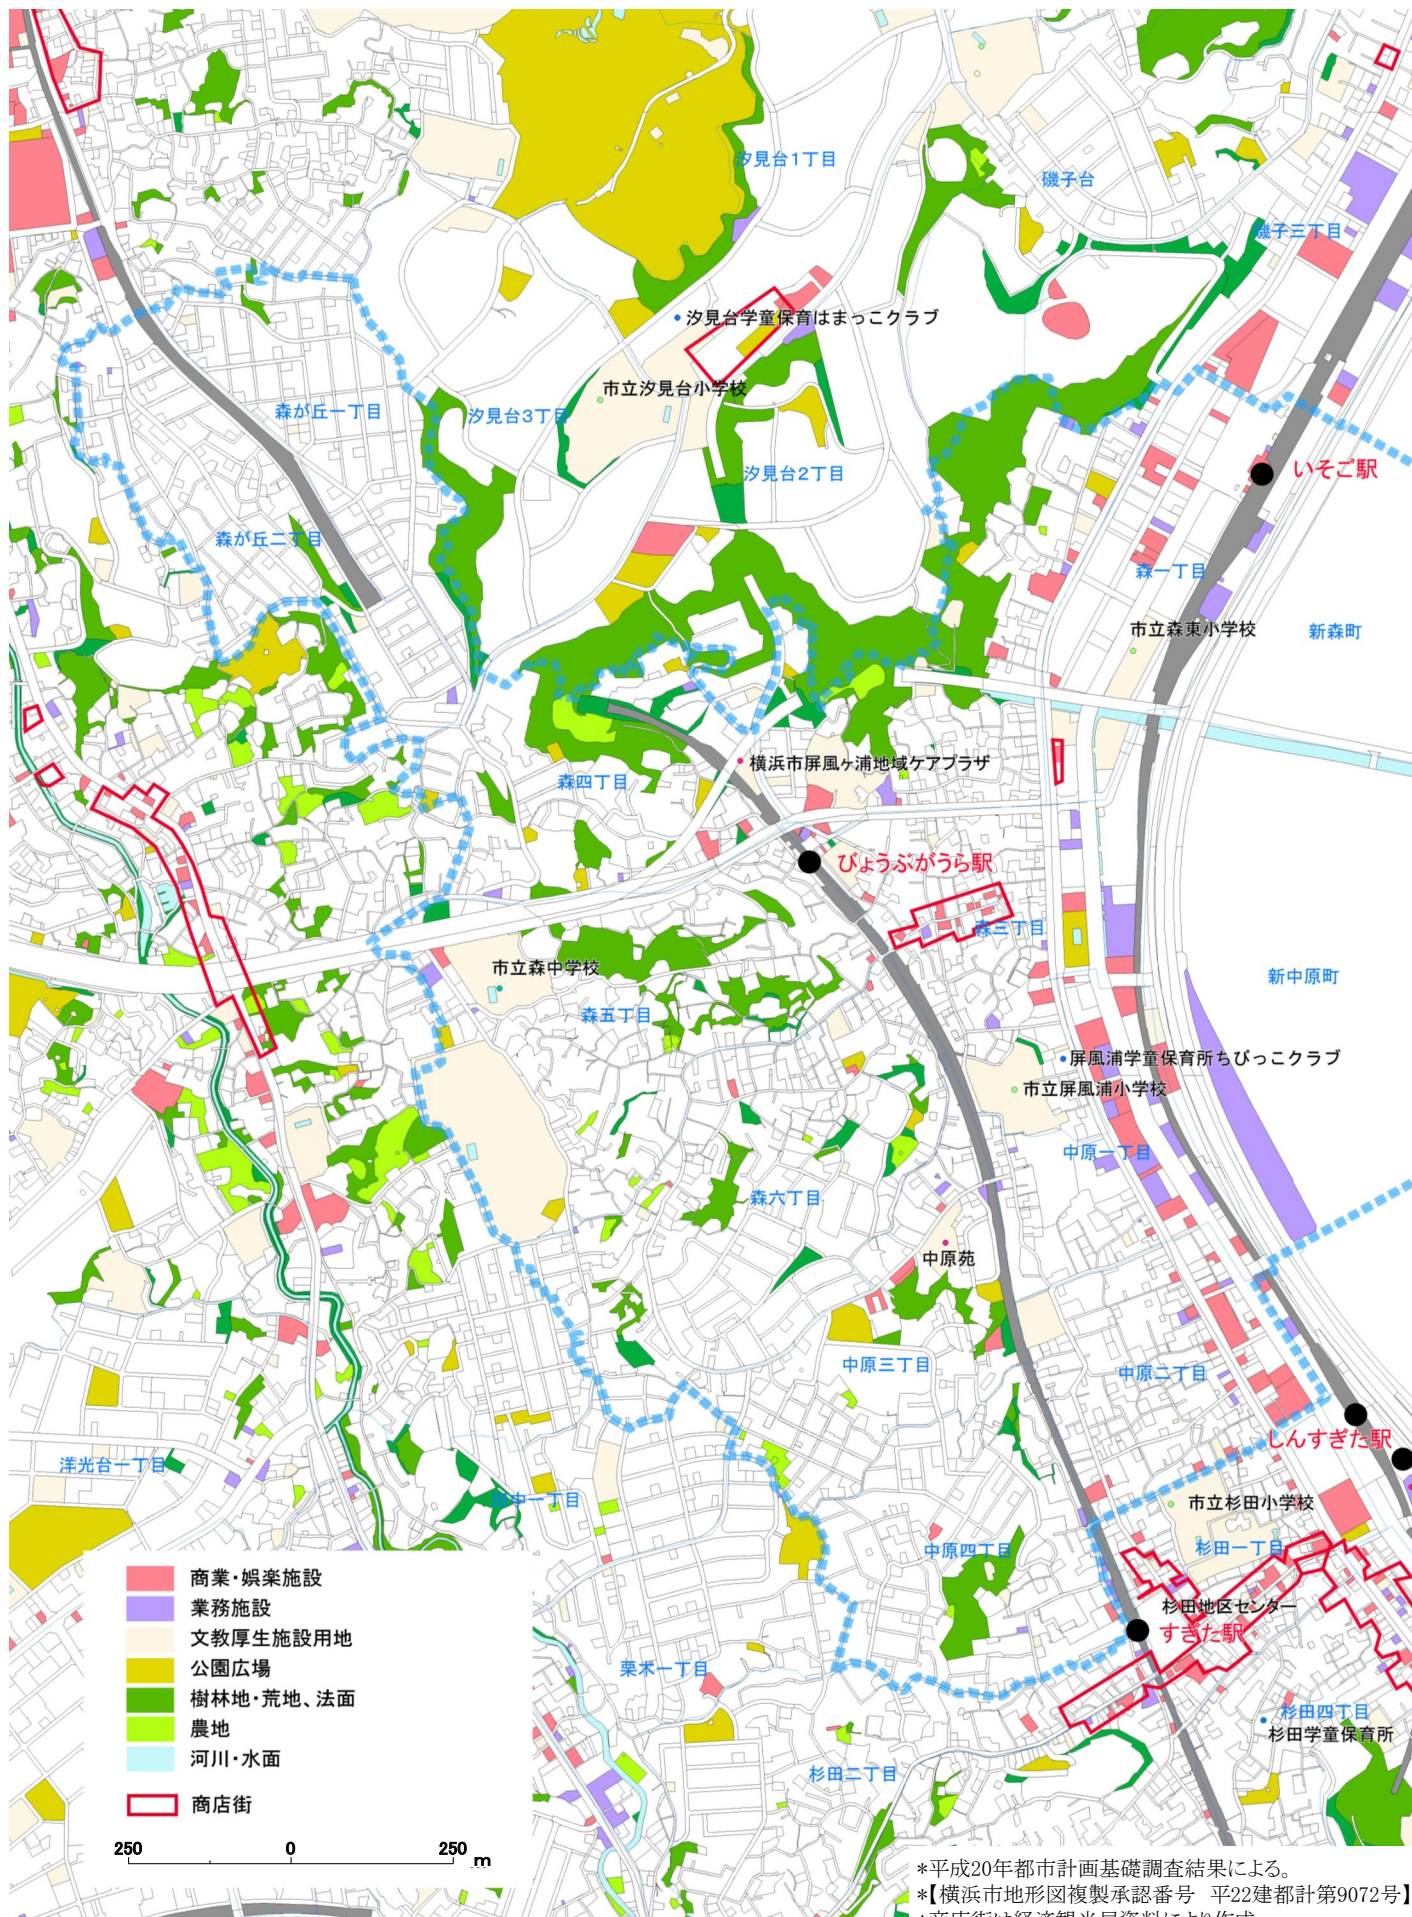 汐見台1丁目
磯子台
磯子三丁目
汐見台学童保育はまっこクラブ
市立汐見台小学校
森が丘一丁目
汐見台3丁目
汐見台2丁目
いそご駅
森が丘二丁目
森一丁目
市立森東小学校
新森町
横浜市屏風ヶ浦地域ケアプラザ
森四丁目
びょうぶがうら駅
森三丁目
市立森中学校
新中原町
森五丁目
屏風浦学童保育所ちびっこクラブ
市立屏風浦小学校
中原一丁目
森六丁目
中原苑
中原三丁目
中原二丁目
しんすぎた駅
洋光台一丁目
田中一丁目
市立杉田小学校
中原四丁目
杉田一丁目
杉田地区センター
すぎた駅
栗木一丁目
杉田四丁目
杉田学童保育所
杉田二丁目
商業・娯楽施設
業務施設
文教厚生施設用地
公園広場
樹林地・荒地、法面
農地
河川・水面
商店街
250 0 250 m
*平成20年都市計画基礎調査結果による。
*【横浜市地形図複製承認番号 平22建都計第9072号】